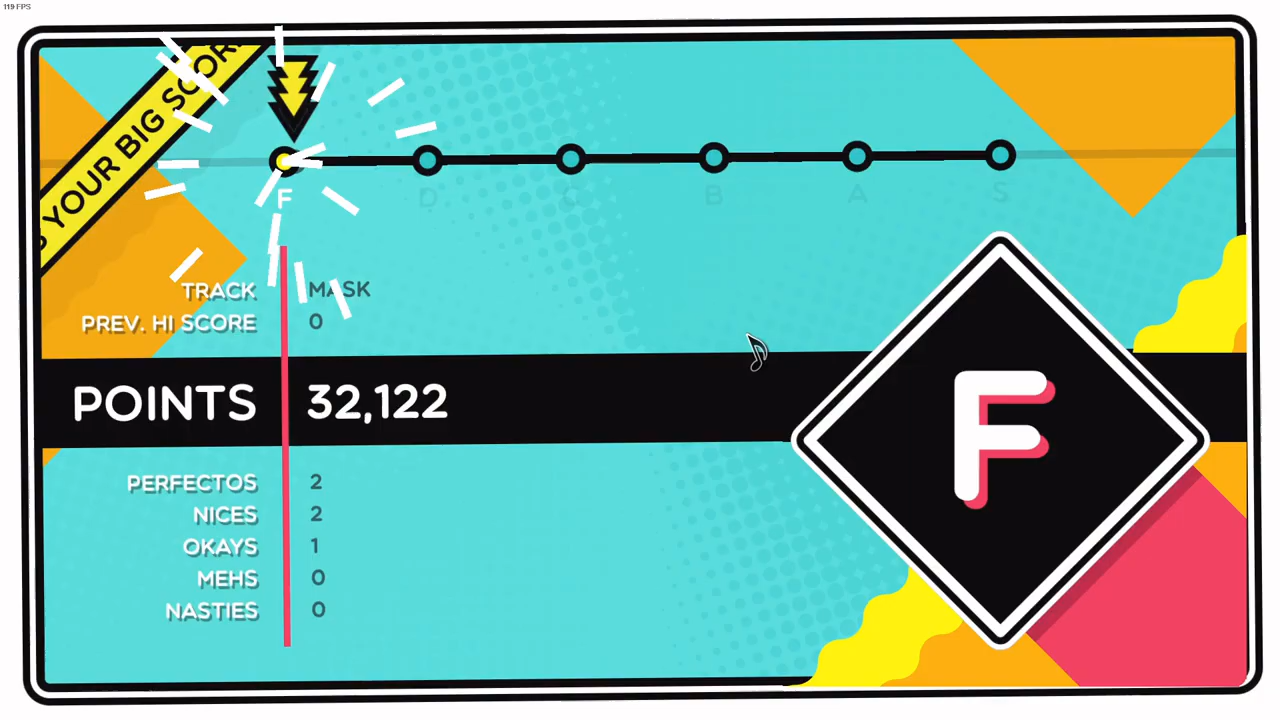 119 FPS
YOUR BIG SCOR
F D C B A S
TRACK MASK
PREV. HI SCORE 0
POINTS 32,122
F
PERFECTOS 2
NICES 2
OKAYS 1
MEHS 0
NASTIES 0